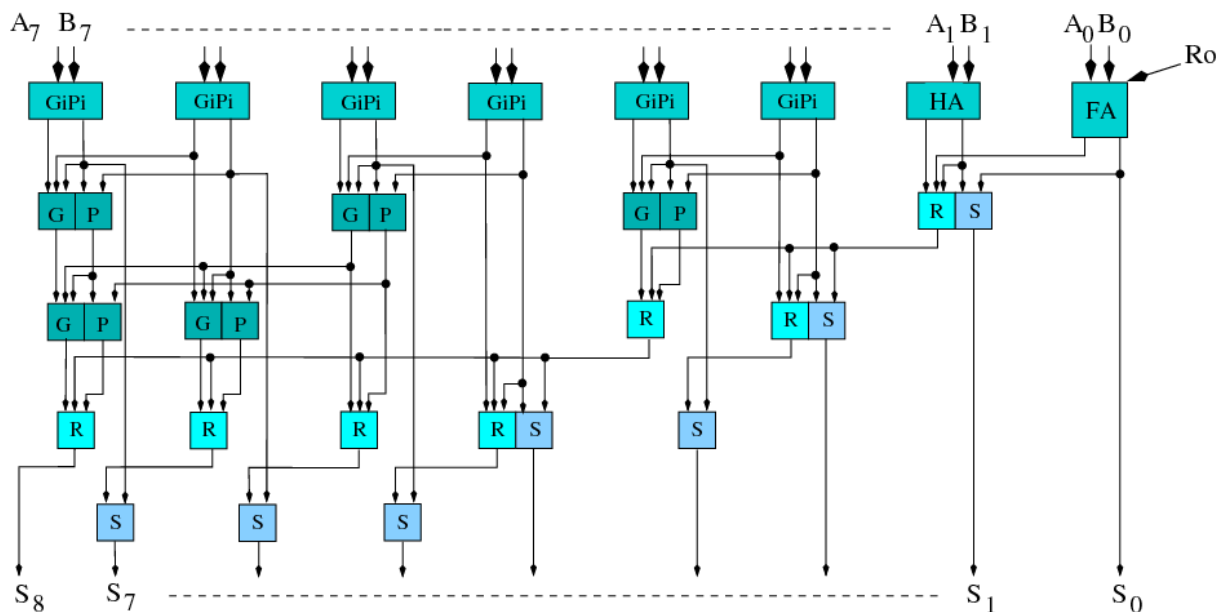 A7 B7 A1 B1 A0 B0
Ro
GiPi GiPi GiPi GiPi GiPi GiPi HA FA
G P G P G P R S
G P G P R R S
R R R R S S
S S S
S8 S7 S1 S0